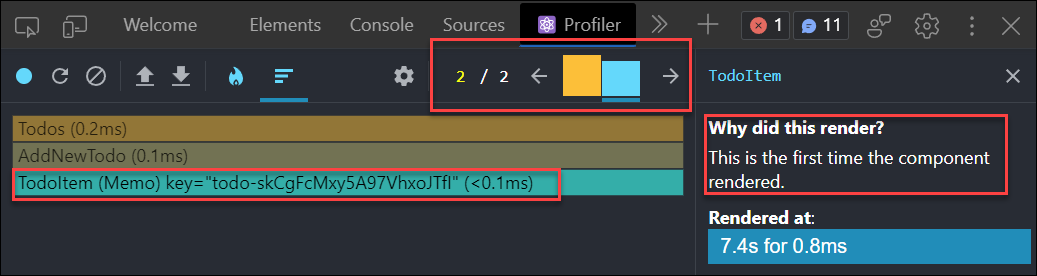 Welcome Elements Console Sources Profiler 1 11
2 / 2
TodoItem
Todos (0.2ms)
AddNewTodo (0.1ms)
TodoItem (Memo) key="todo-skCgFcMxy5A97VhxoJTfI" (<0.1ms)
Why did this render?
This is the first time the component
rendered.
Rendered at:
7.4s for 0.8ms